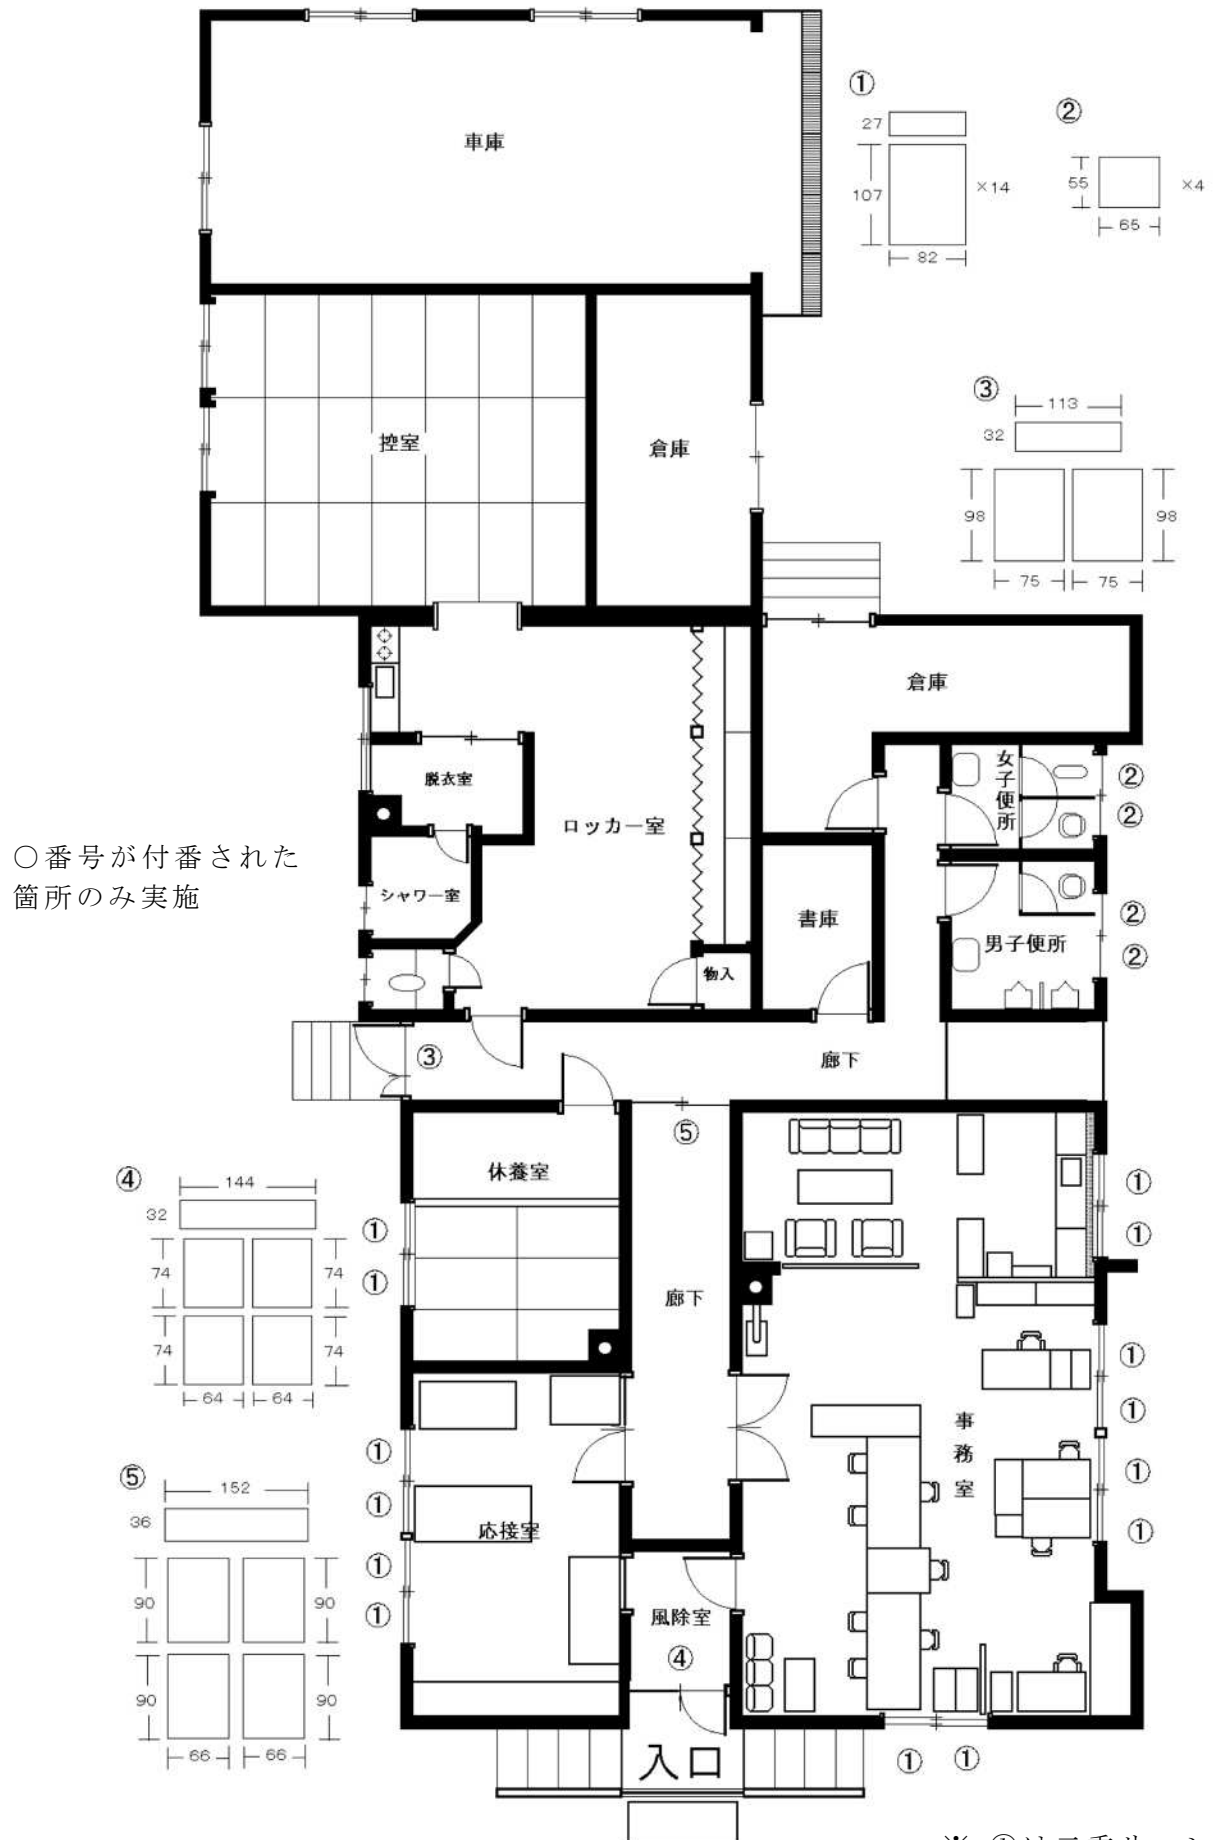 車庫
①
27
107
×14
82
②
55
×4
65
控室
倉庫
③
113
32
98
98
75
75
倉庫
脱衣室
ロッカー室
女子便所
②
②
○番号が付番された
箇所のみ実施
シャワー室
書庫
②
男子便所
②
物入
③
廊下
⑤
④
144
32
74
74
74
74
64
64
休養室
①
①
①
①
廊下
①
①
事務室
①
①
⑤
152
36
90
90
90
90
66
66
①
①
応接室
①
①
風除室
④
入口
①
①